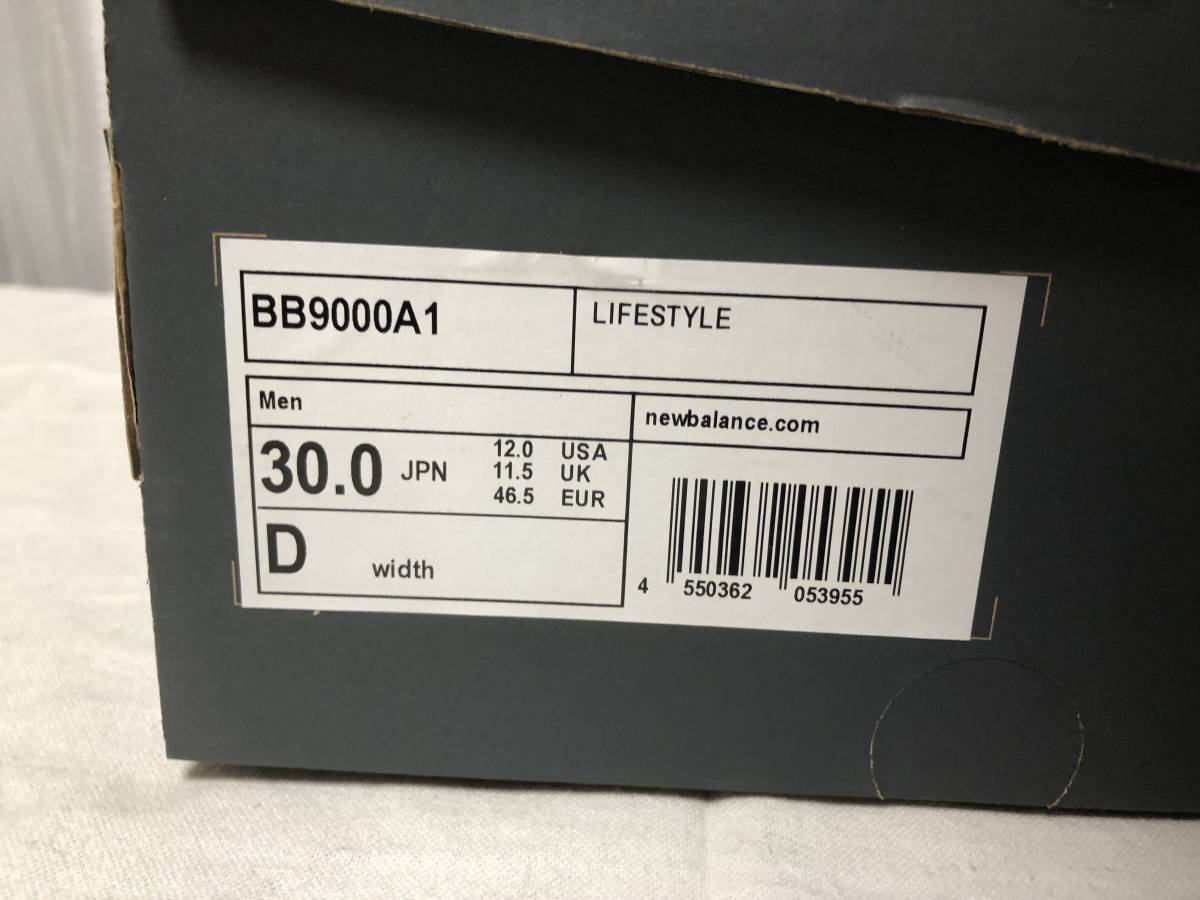 BB9000A1
LIFESTYLE
Men
newbalance.com
30.0 JPN
12.0 USA
11.5 UK
46.5 EUR
D width
4 550362 053955